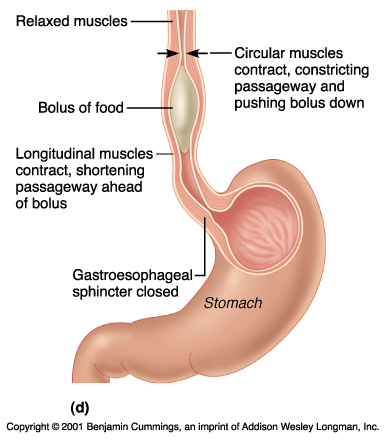 Relaxed muscles
Circular muscles
contract, constricting
passageway and
pushing bolus down
Bolus of food
Longitudinal muscles
contract, shortening
passageway ahead
of bolus
Gastroesophageal
sphincter closed
Stomach
(d)
Copyright © 2001 Benjamin Cummings, an imprint of Addison Wesley Longman, Inc.